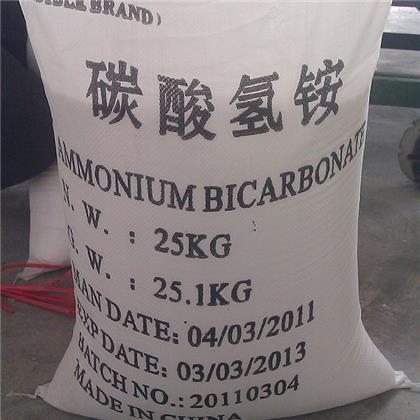 BRAND)
碳酸氢铵
AMMONIUM BICARBONATE
N. W. : 25KG
G. W. : 25.1KG
MAN DATE: 04/03/2011
EXP DATE: 03/03/2013
BATCH NO.: 20110304
MADE IN CHINA